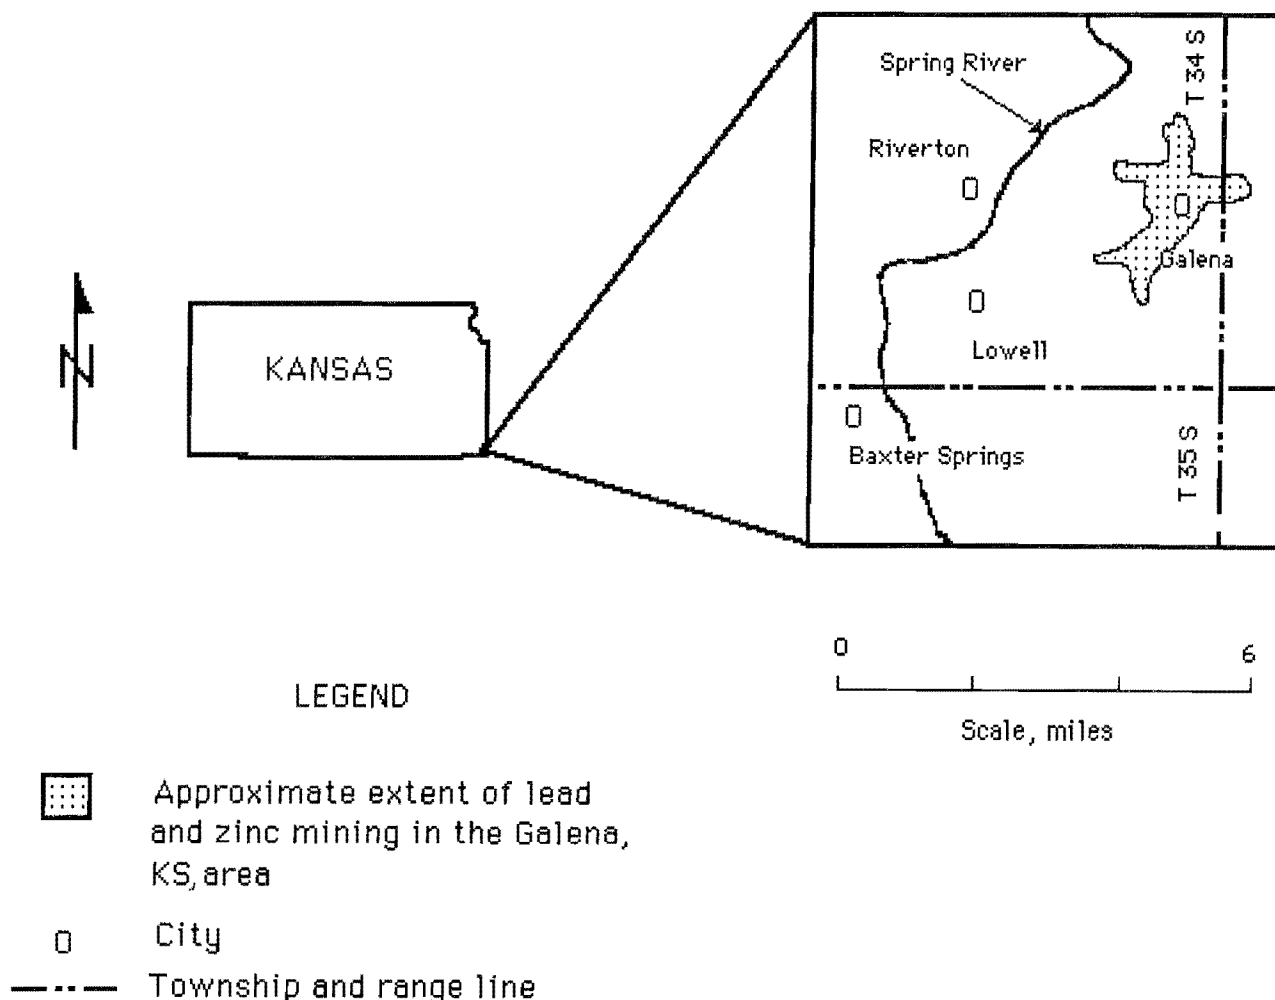 Spring River
T 34 S
Riverton
Galena
Lowell
Baxter Springs
T 35 S
N
KANSAS
0
6
Scale, miles
LEGEND
Approximate extent of lead
and zinc mining in the Galena,
KS, area
City
Township and range line